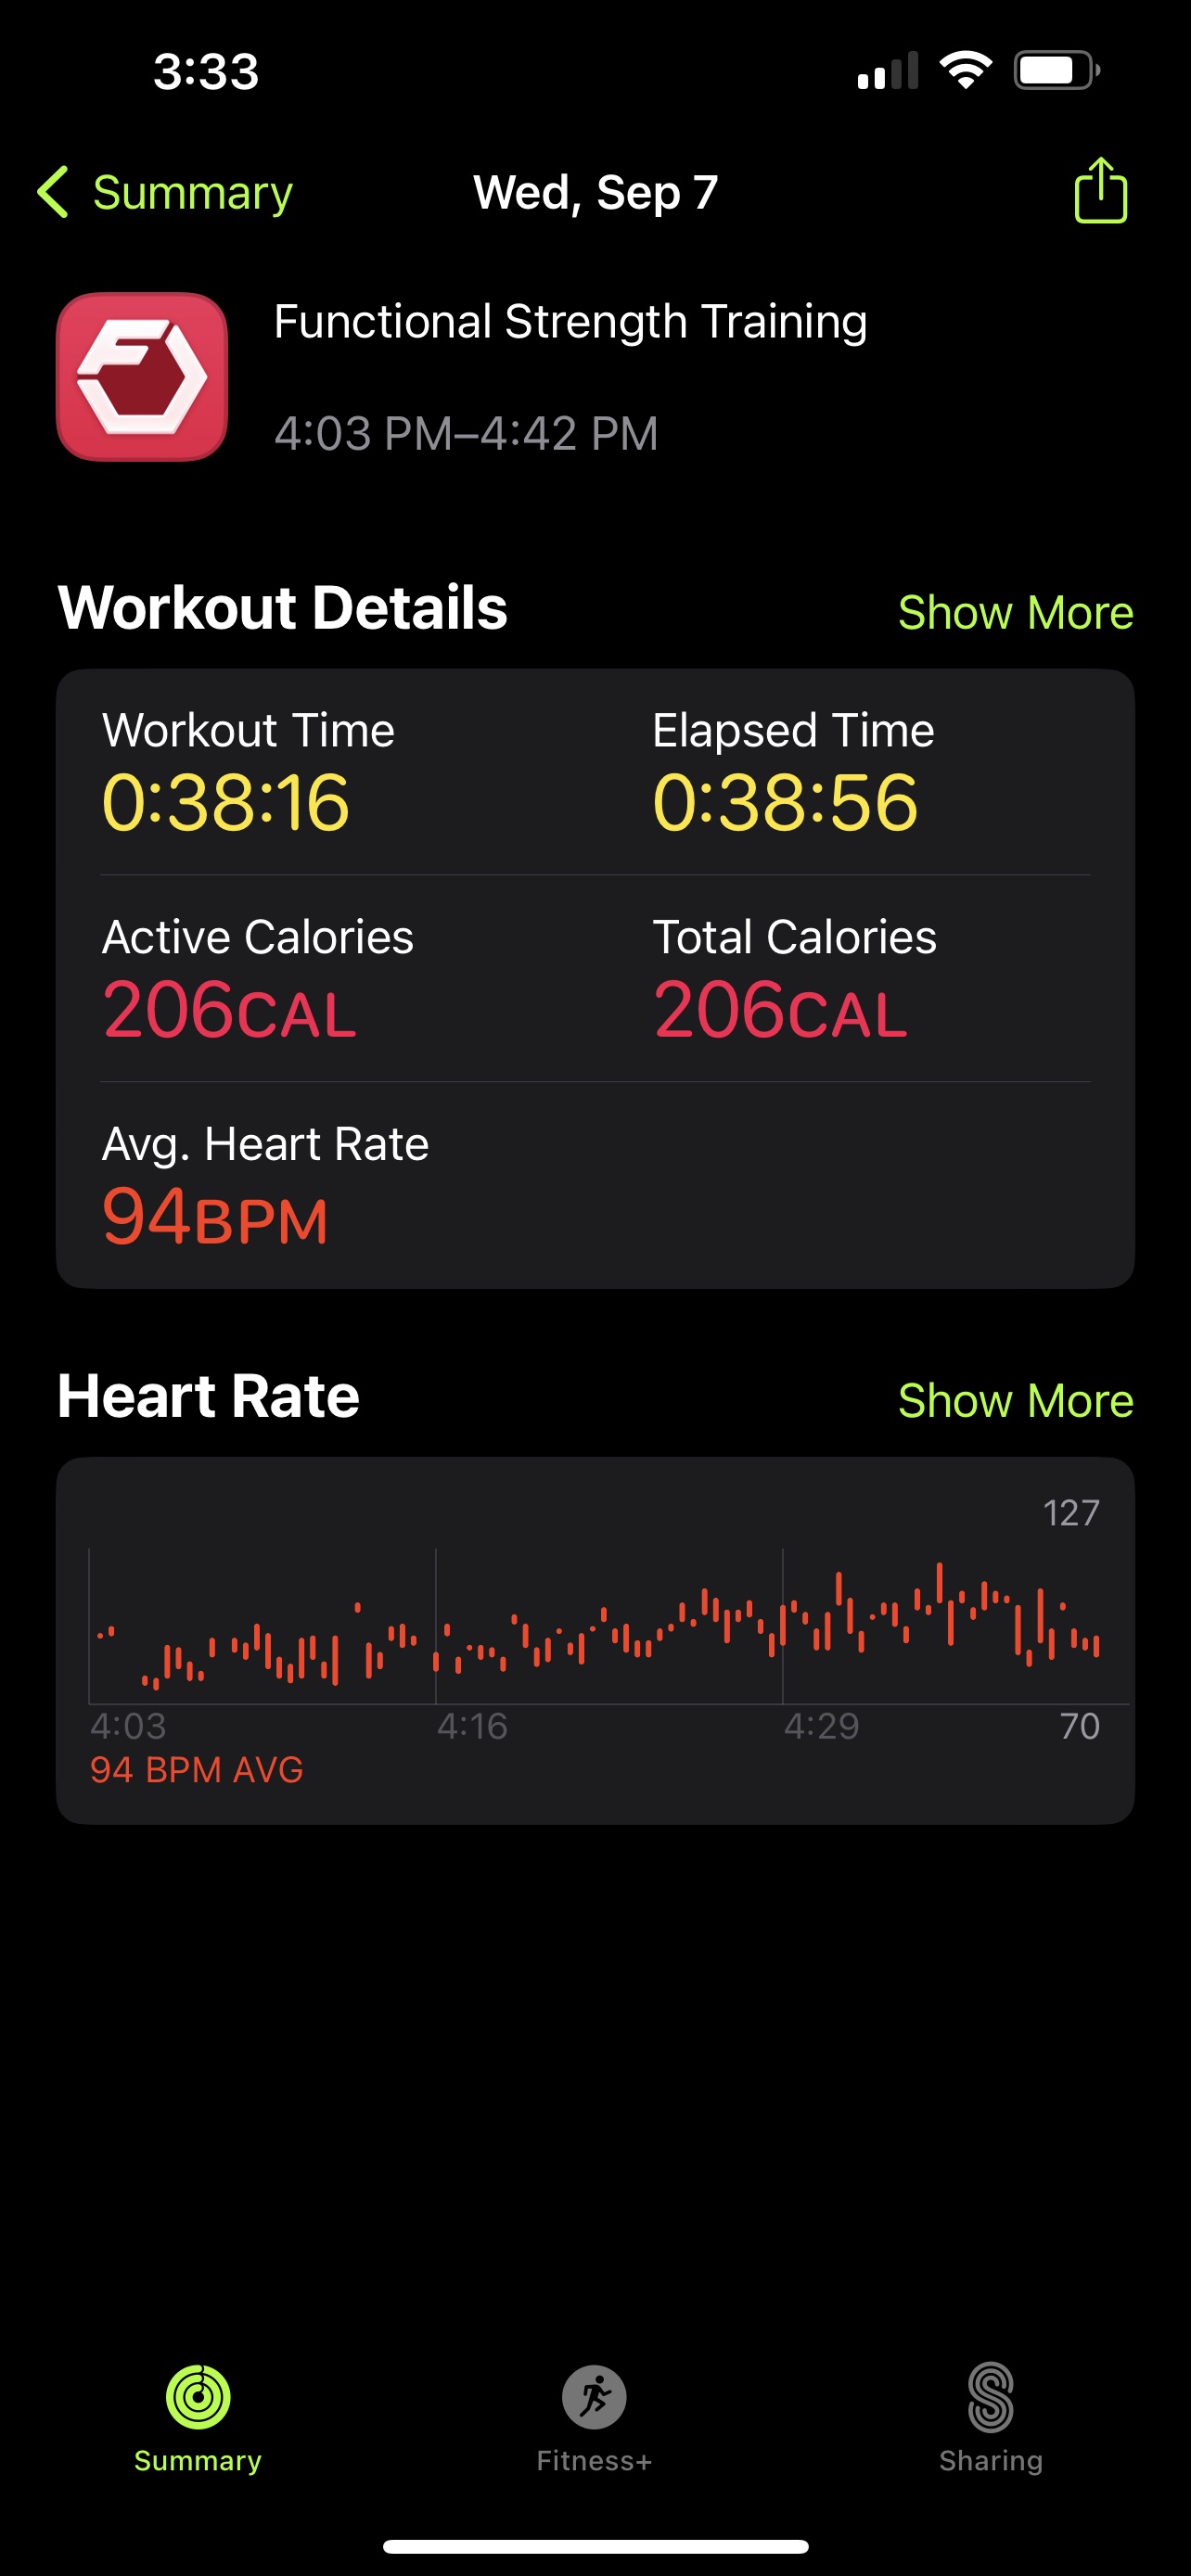 3:33
Summary
Wed, Sep 7
Functional Strength Training
4:03 PM–4:42 PM
Workout Details
Show More
Workout Time
Elapsed Time
0:38:16
0:38:56
Active Calories
Total Calories
206CAL
206CAL
Avg. Heart Rate
94BPM
Heart Rate
Show More
127
4:03
4:16
4:29
70
94 BPM AVG
Summary
Fitness+
Sharing